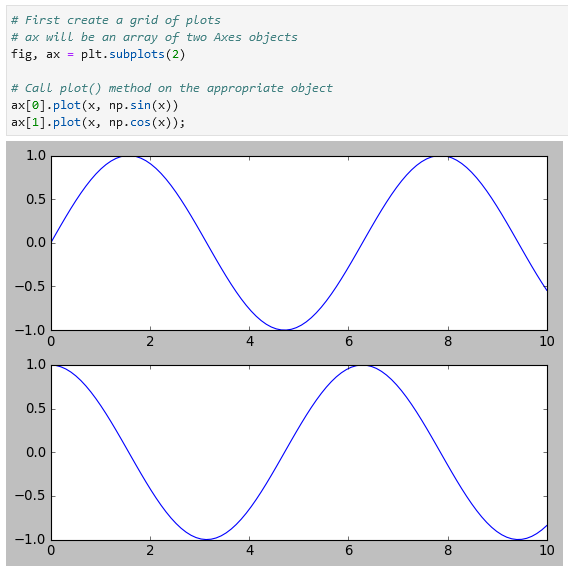 # First create a grid of plots
# ax will be an array of two Axes objects
fig, ax = plt.subplots(2)
# Call plot() method on the appropriate object
ax[0].plot(x, np.sin(x))
ax[1].plot(x, np.cos(x));
1.0
0.5
0.0
−0.5
−1.0
0 2 4 6 8 10
1.0
0.5
0.0
−0.5
−1.0
0 2 4 6 8 10